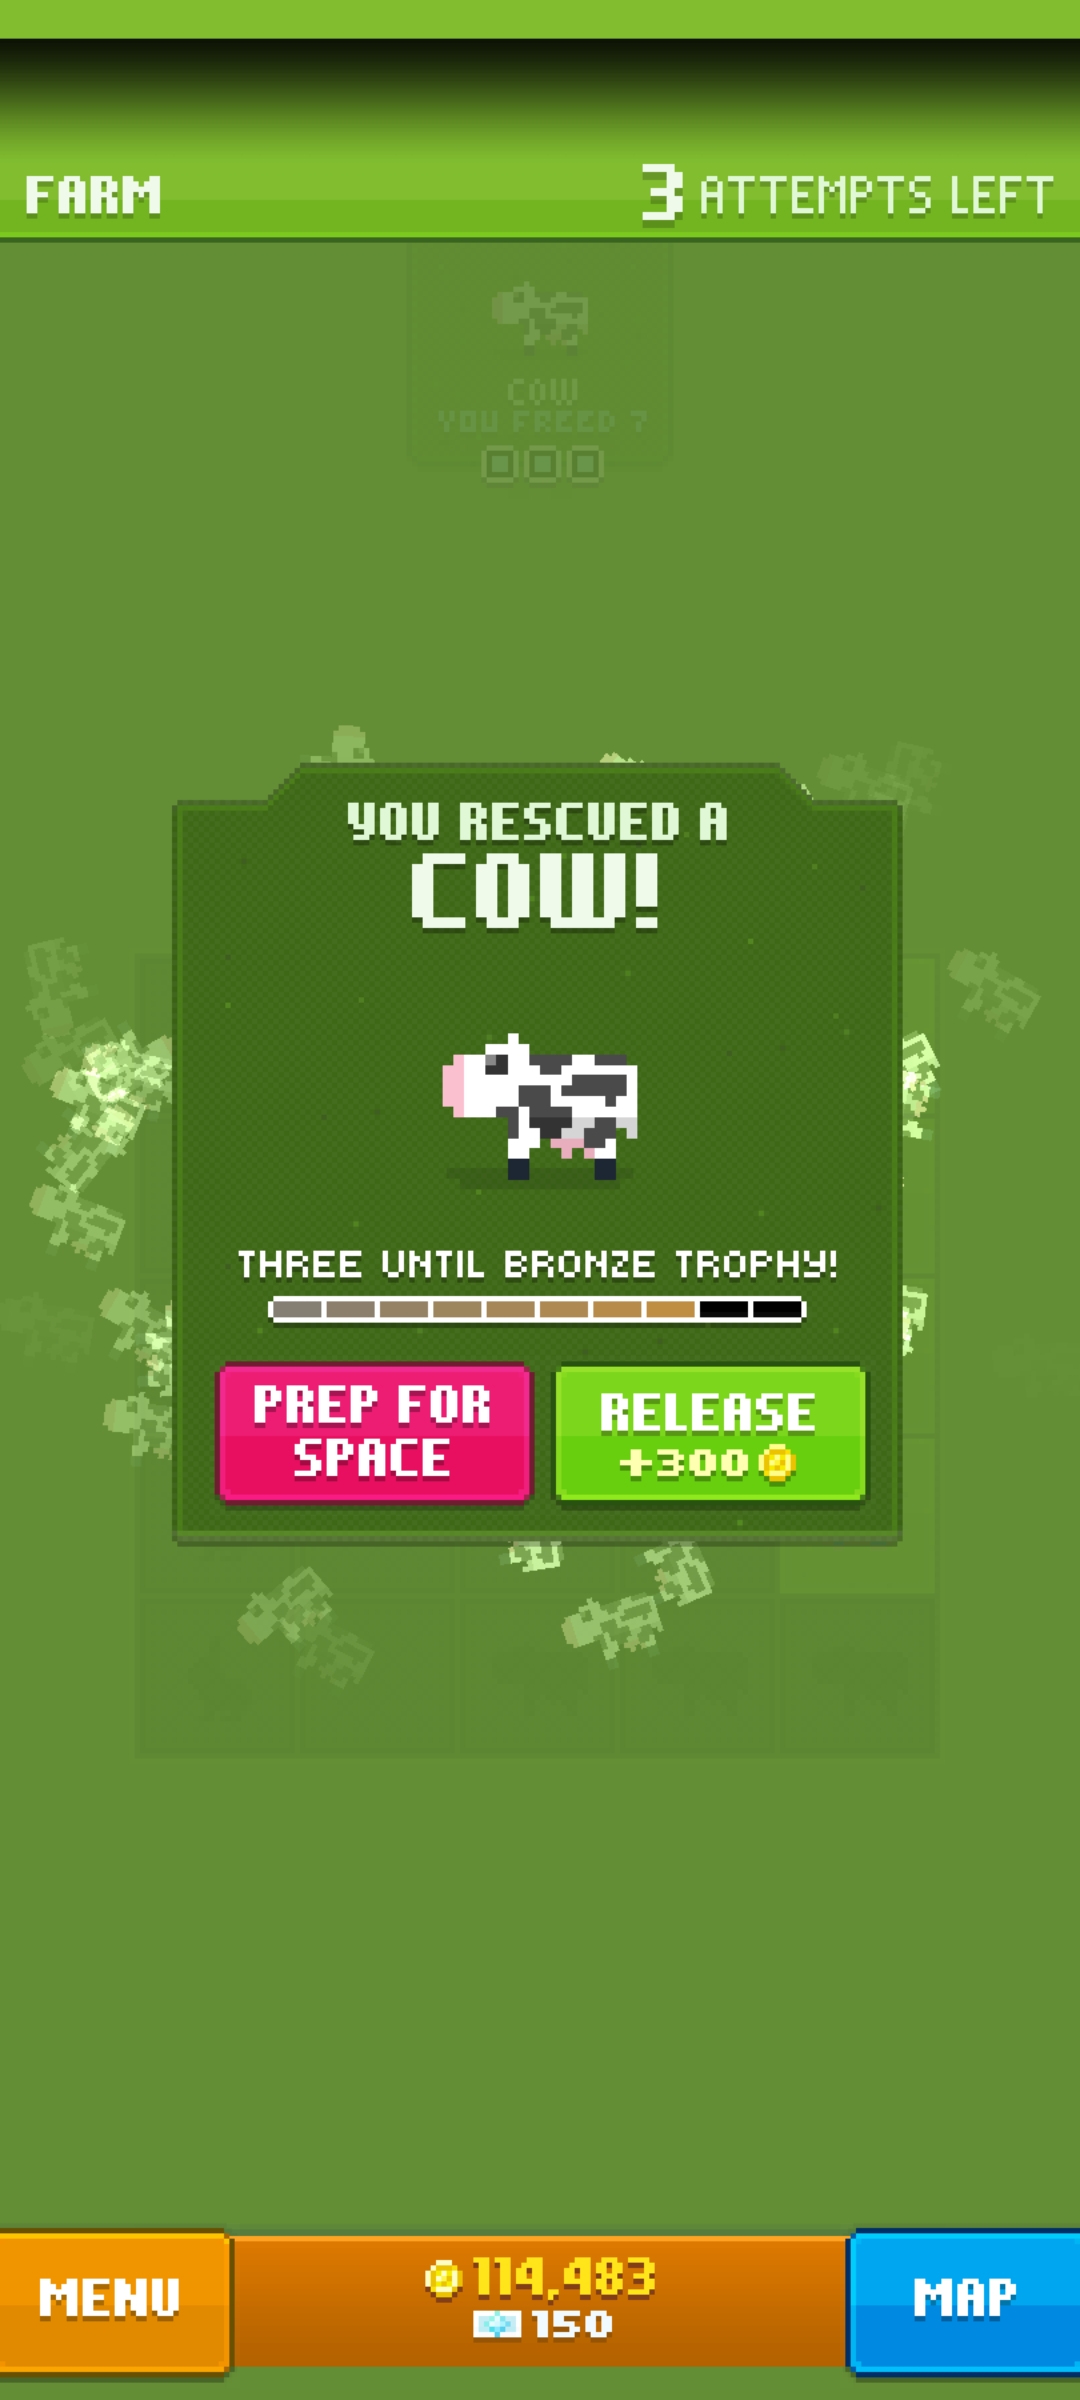 FARM
3 ATTEMPTS LEFT
COW
YOU FREED 7
YOU RESCUED A
COW!
THREE UNTIL BRONZE TROPHY!
PREP FOR
SPACE
RELEASE
+300
114,483
150
MENU
MAP